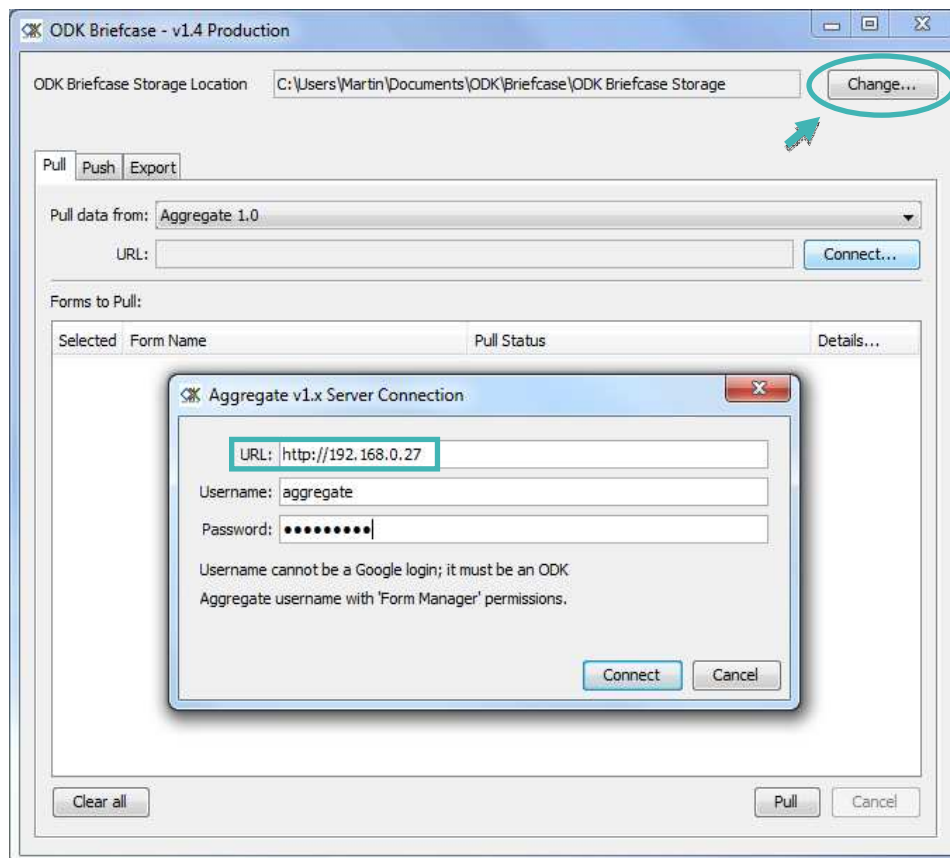 ODK Briefcase - v1.4 Production
ODK Briefcase Storage Location C:\Users\Martin\Documents\ODK\Briefcase\ODK Briefcase Storage Change...
Pull Push Export
Pull data from: Aggregate 1.0
URL: Connect...
Forms to Pull:
Selected Form Name Pull Status Details...
Aggregate v1.x Server Connection
URL: http://192.168.0.27
Username: aggregate
Password: ●●●●●●●●●
Username cannot be a Google login; it must be an ODK
Aggregate username with 'Form Manager' permissions.
Connect Cancel
Clear all Pull Cancel